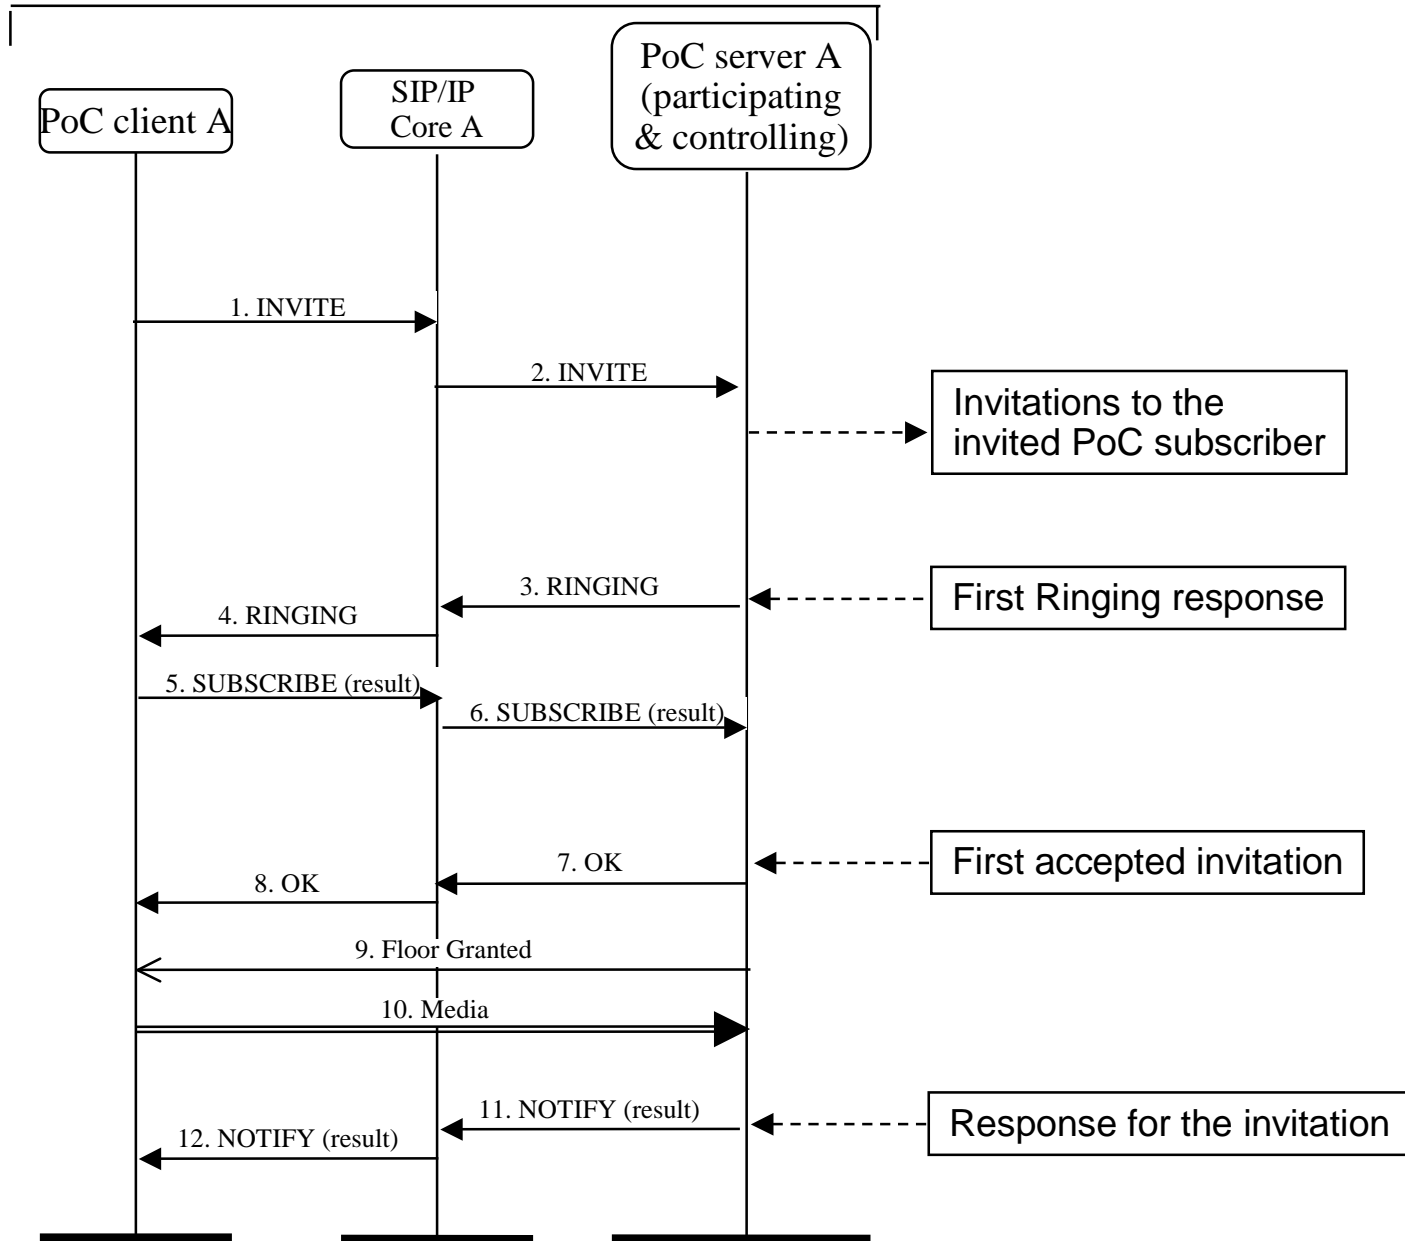 PoC client A
SIP/IP
Core A
PoC server A
(participating
& controlling)
1. INVITE
2. INVITE
Invitations to the
invited PoC subscriber
3. RINGING
First Ringing response
4. RINGING
5. SUBSCRIBE (result)
6. SUBSCRIBE (result)
7. OK
First accepted invitation
8. OK
9. Floor Granted
10. Media
11. NOTIFY (result)
Response for the invitation
12. NOTIFY (result)